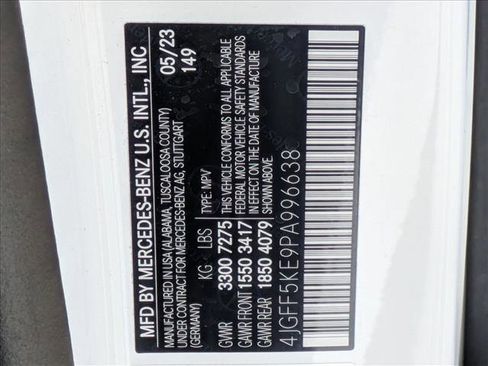 MFD BY MERCEDES-BENZ U.S. INTL., INC
MANUFACTURED IN USA (ALABAMA, TUSCALOOSA COUNTY)
UNDER CONTRACT FOR MERCEDES-BENZ AG, STUTTGART
(GERMANY)
05/23
149
KG LBS TYPE: MPV
GVWR 3300 7275
GAWR FRONT 1550 3417
GAWR REAR 1850 4079
THIS VEHICLE CONFORMS TO ALL APPLICABLE
FEDERAL MOTOR VEHICLE SAFETY STANDARDS
IN EFFECT ON THE DATE OF MANUFACTURE
SHOWN ABOVE.
4JGFF5KE9PA996638